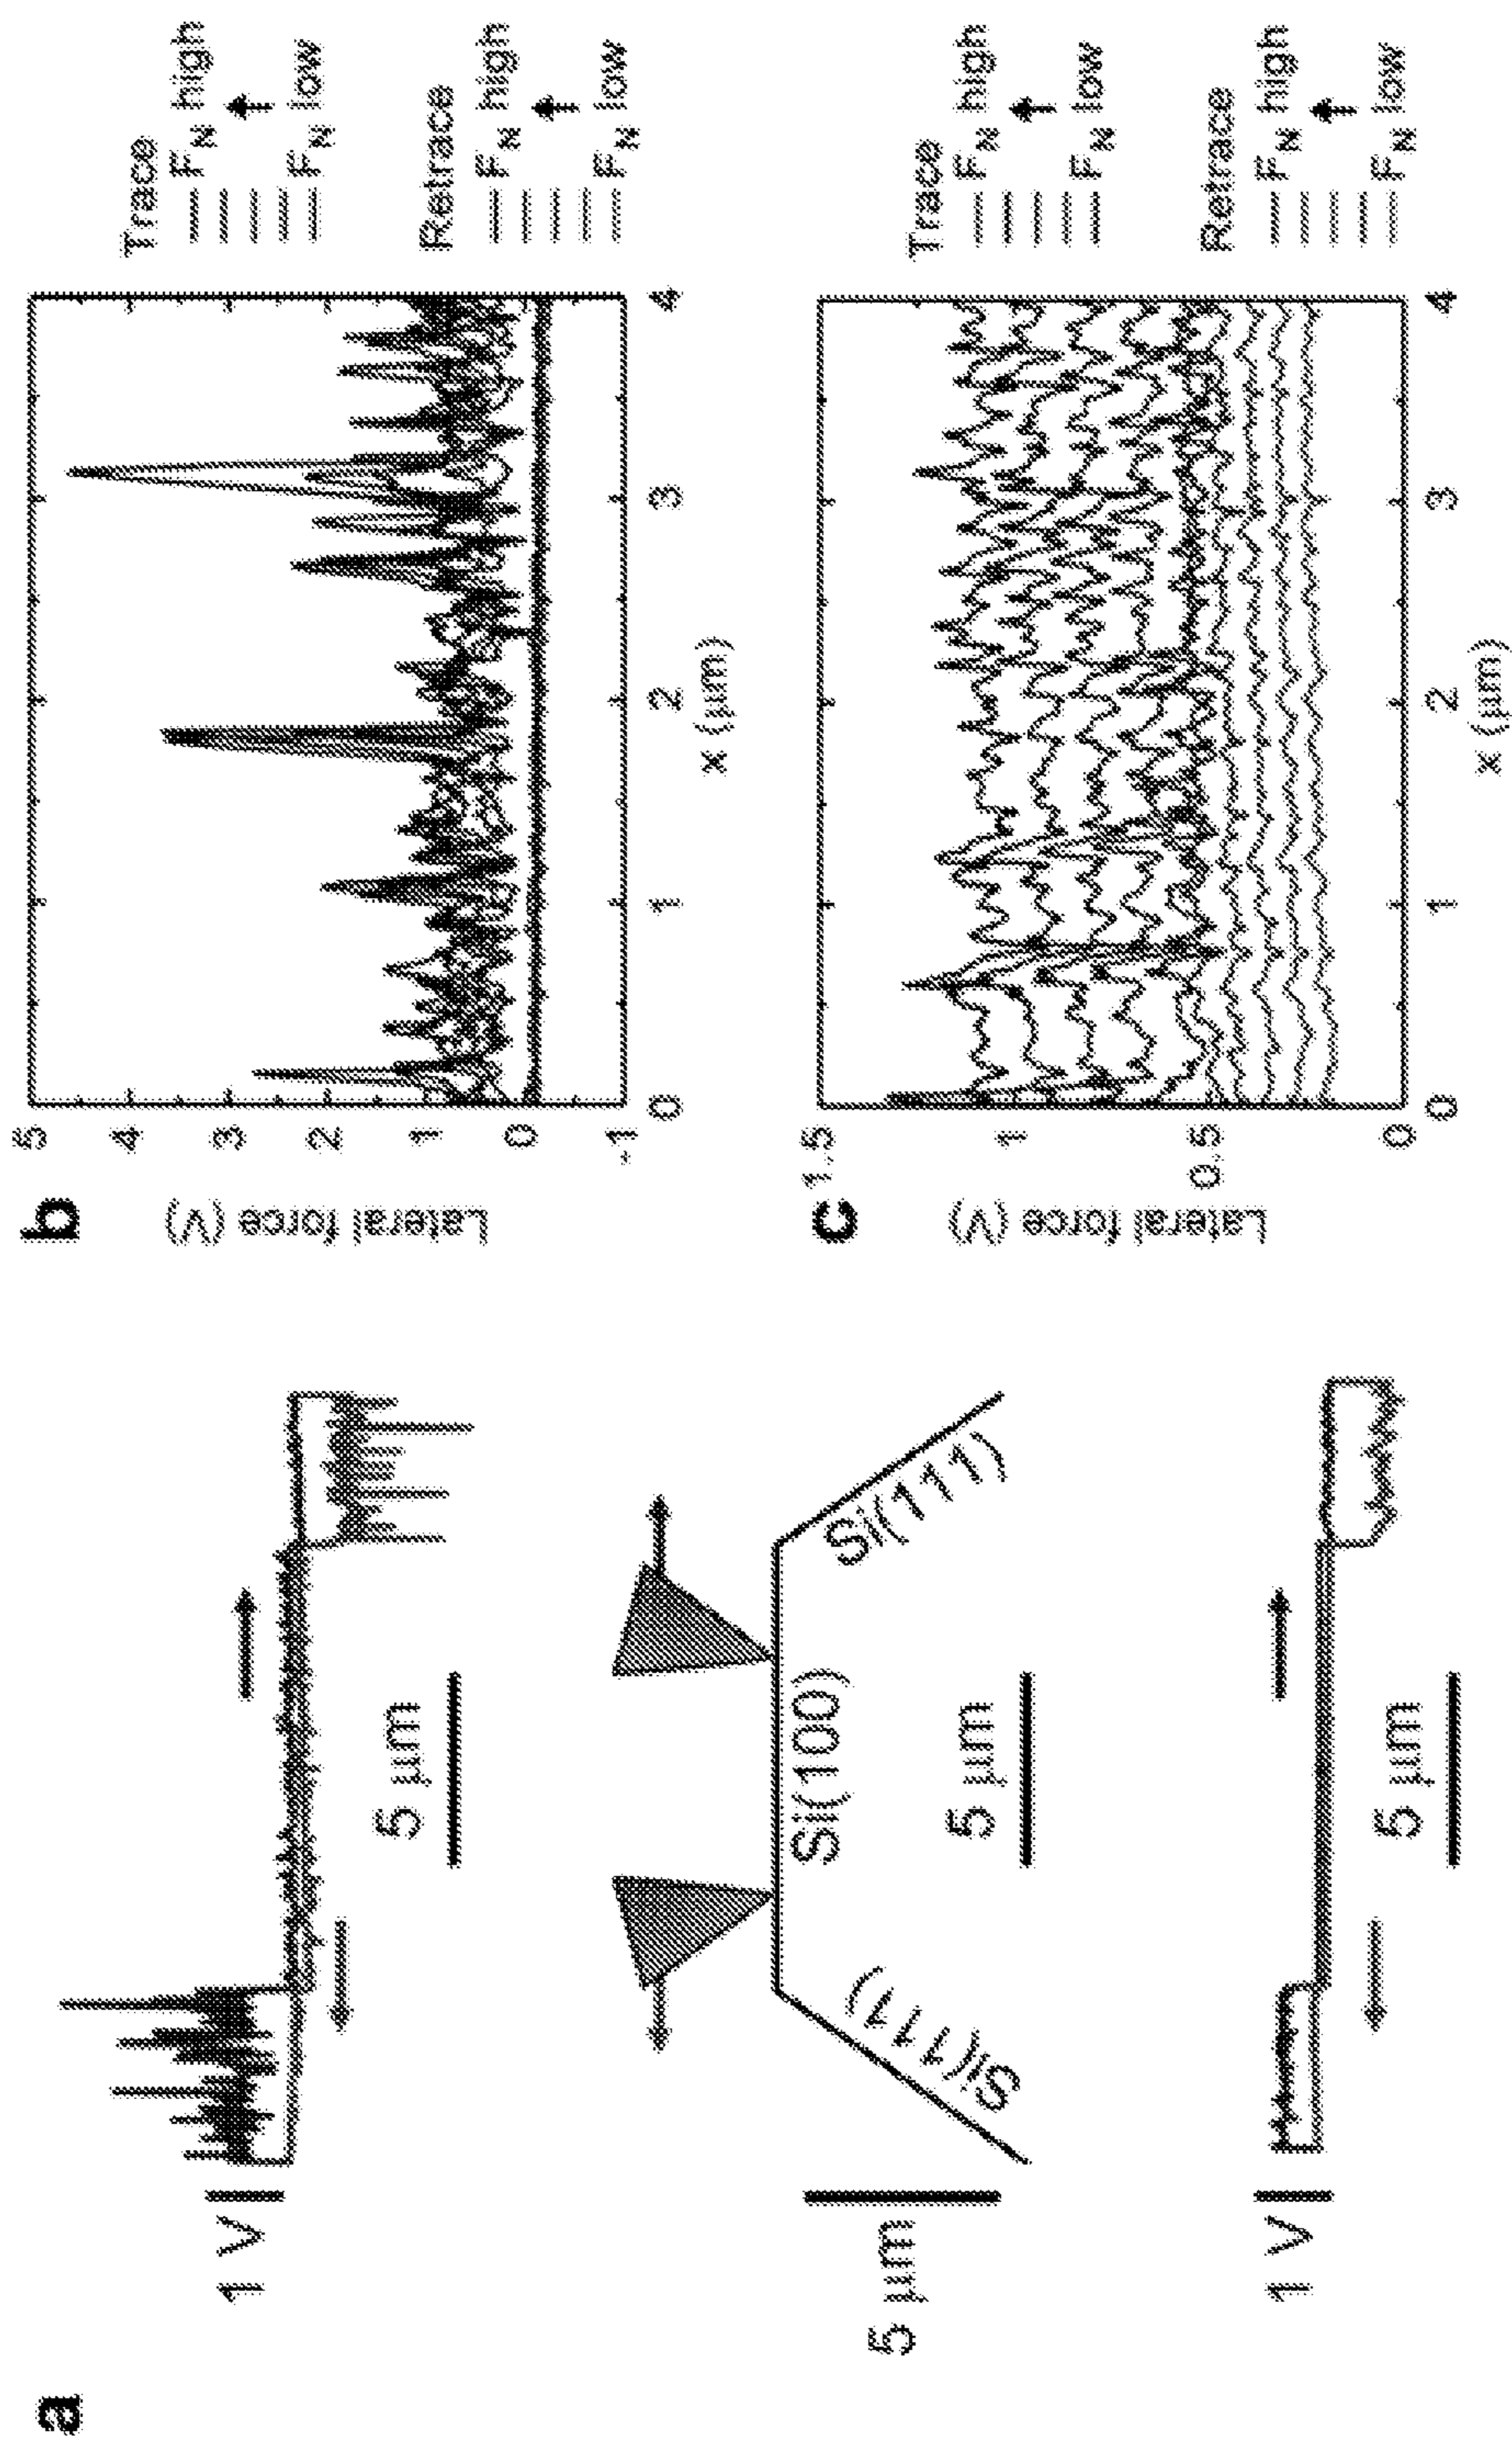 a
1 V
5 μm
5 μm
Si(111)
Si(100)
Si(111)
5 μm
1 V
5 μm
b
Lateral force (V)
5
4
3
2
1
0
-1
0
1
2
3
4
x (μm)
Trace
F_N high
F_N low
Retrace
F_N high
F_N low
c
Lateral force (V)
1.5
1
0.5
0
0
1
2
3
4
x (μm)
Trace
F_N high
F_N low
Retrace
F_N high
F_N low